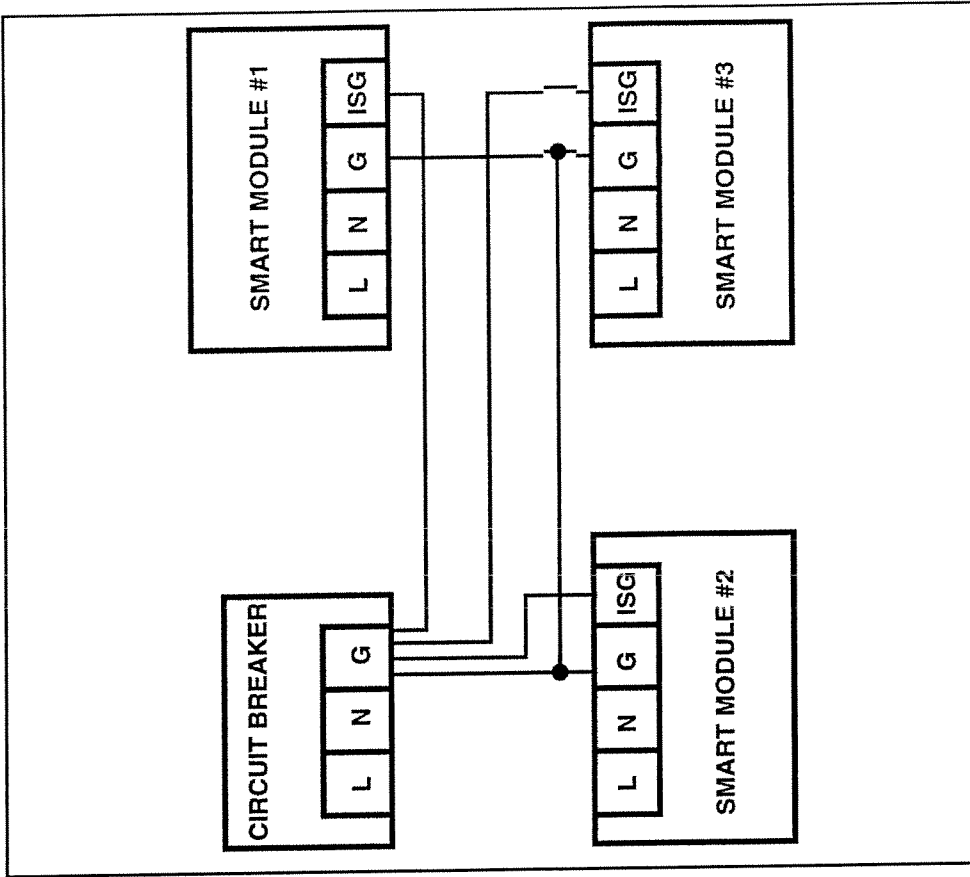 CIRCUIT BREAKER
L N G
SMART MODULE #1
L N G ISG
SMART MODULE #2
L N G ISG
SMART MODULE #3
L N G ISG